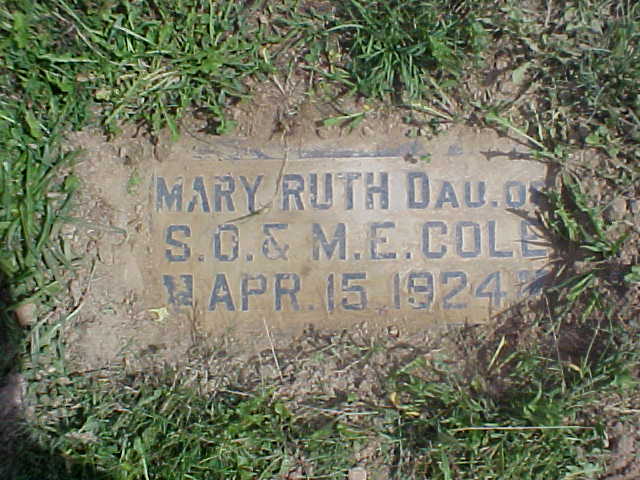 MARY RUTH DAU. OF
S.O. & M.E. COLE
APR. 15, 1924